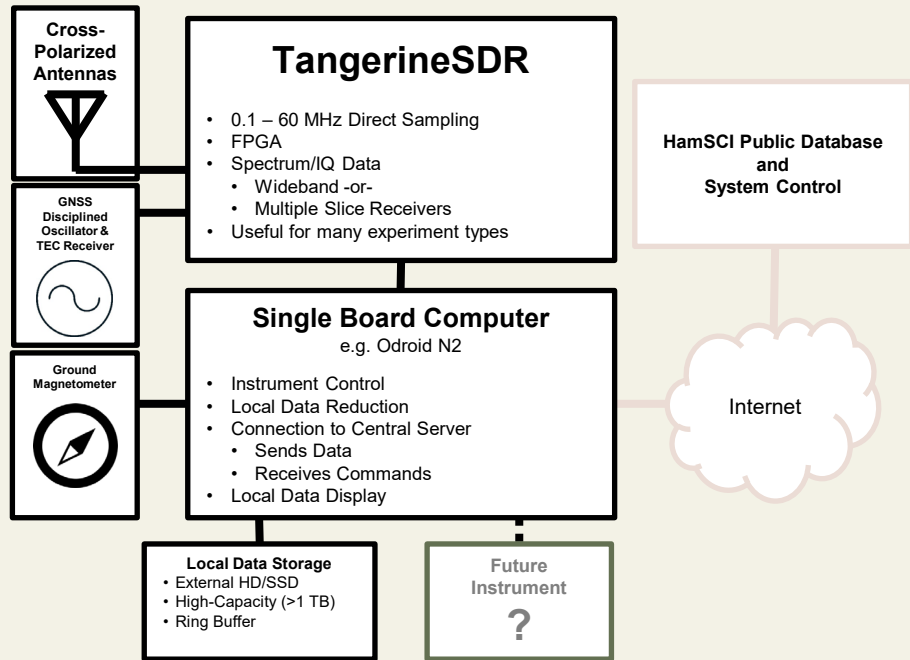 Cross-
Polarized
Antennas
TangerineSDR
• 0.1 – 60 MHz Direct Sampling
• FPGA
• Spectrum/IQ Data
• Wideband -or-
• Multiple Slice Receivers
• Useful for many experiment types
HamSCI Public Database
and
System Control
GNSS
Disciplined
Oscillator &
TEC Receiver
Single Board Computer
e.g. Odroid N2
• Instrument Control
• Local Data Reduction
• Connection to Central Server
• Sends Data
• Receives Commands
• Local Data Display
Ground
Magnetometer
Internet
Local Data Storage
• External HD/SSD
• High-Capacity (>1 TB)
• Ring Buffer
Future
Instrument
?